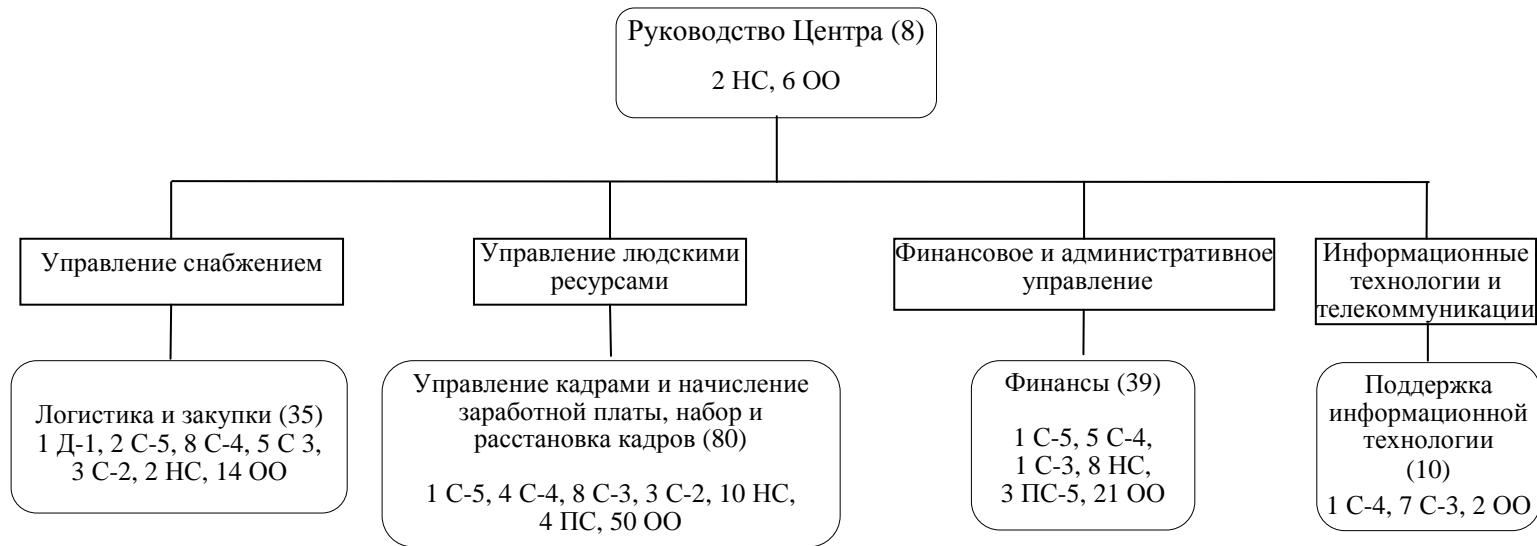 Руководство Центра (8)
2 НС, 6 ОО
Управление снабжением
Управление людскими
ресурсами
Финансовое и административное
управление
Информационные
технологии и
телекоммуникации
Логистика и закупки (35)
1 Д-1, 2 С-5, 8 С-4, 5 С 3,
3 С-2, 2 НС, 14 ОО
Управление кадрами и начисление
заработной платы, набор и
расстановка кадров (80)
1 С-5, 4 С-4, 8 С-3, 3 С-2, 10 НС,
4 ПС, 50 ОО
Финансы (39)
1 С-5, 5 С-4,
1 С-3, 8 НС,
3 ПС-5, 21 ОО
Поддержка
информационной
технологии
(10)
1 С-4, 7 С-3, 2 ОО